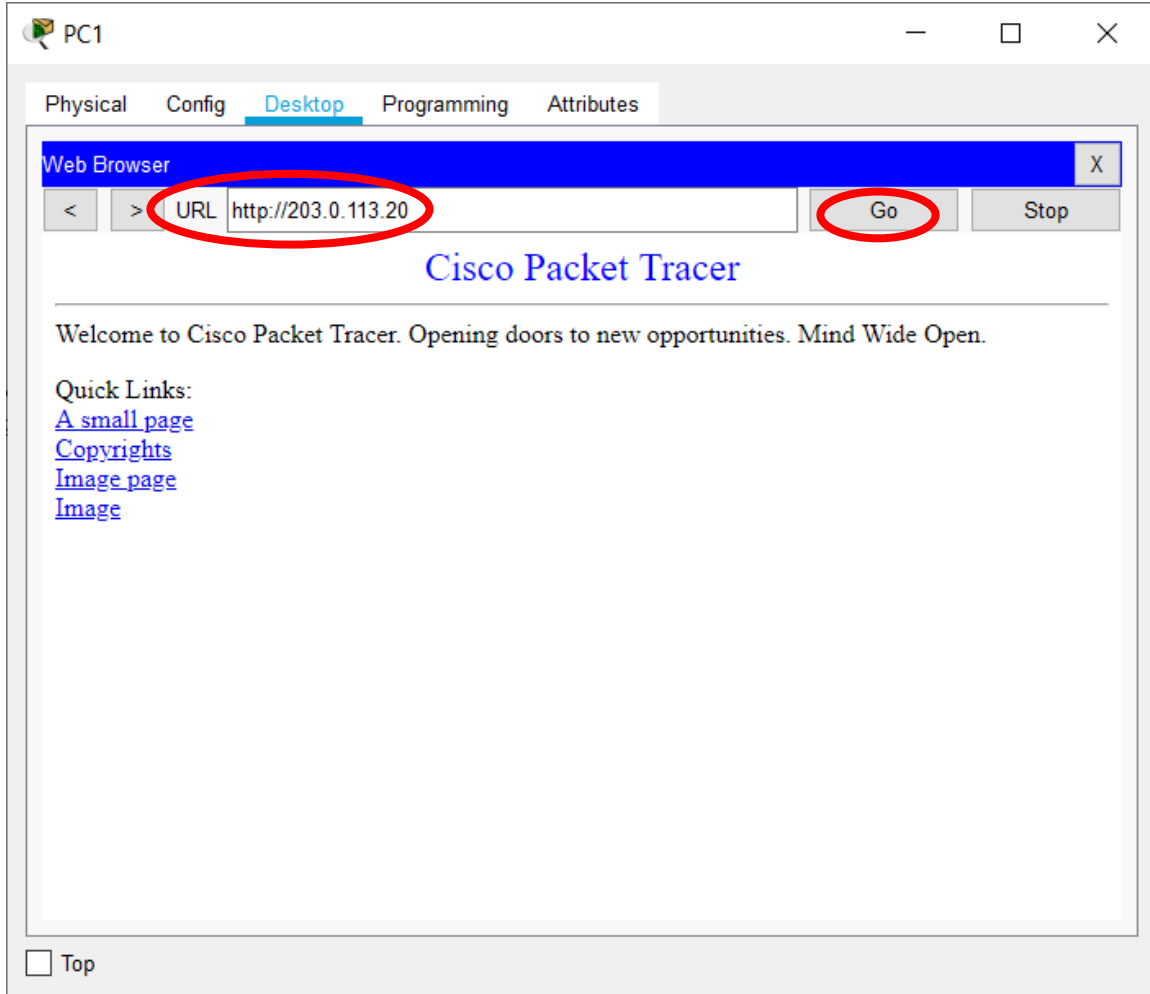 PC1
Physical Config Desktop Programming Attributes
Web Browser X
< > URL http://203.0.113.20 Go Stop
Cisco Packet Tracer
Welcome to Cisco Packet Tracer. Opening doors to new opportunities. Mind Wide Open.
Quick Links:
A small page
Copyrights
Image page
Image
Top